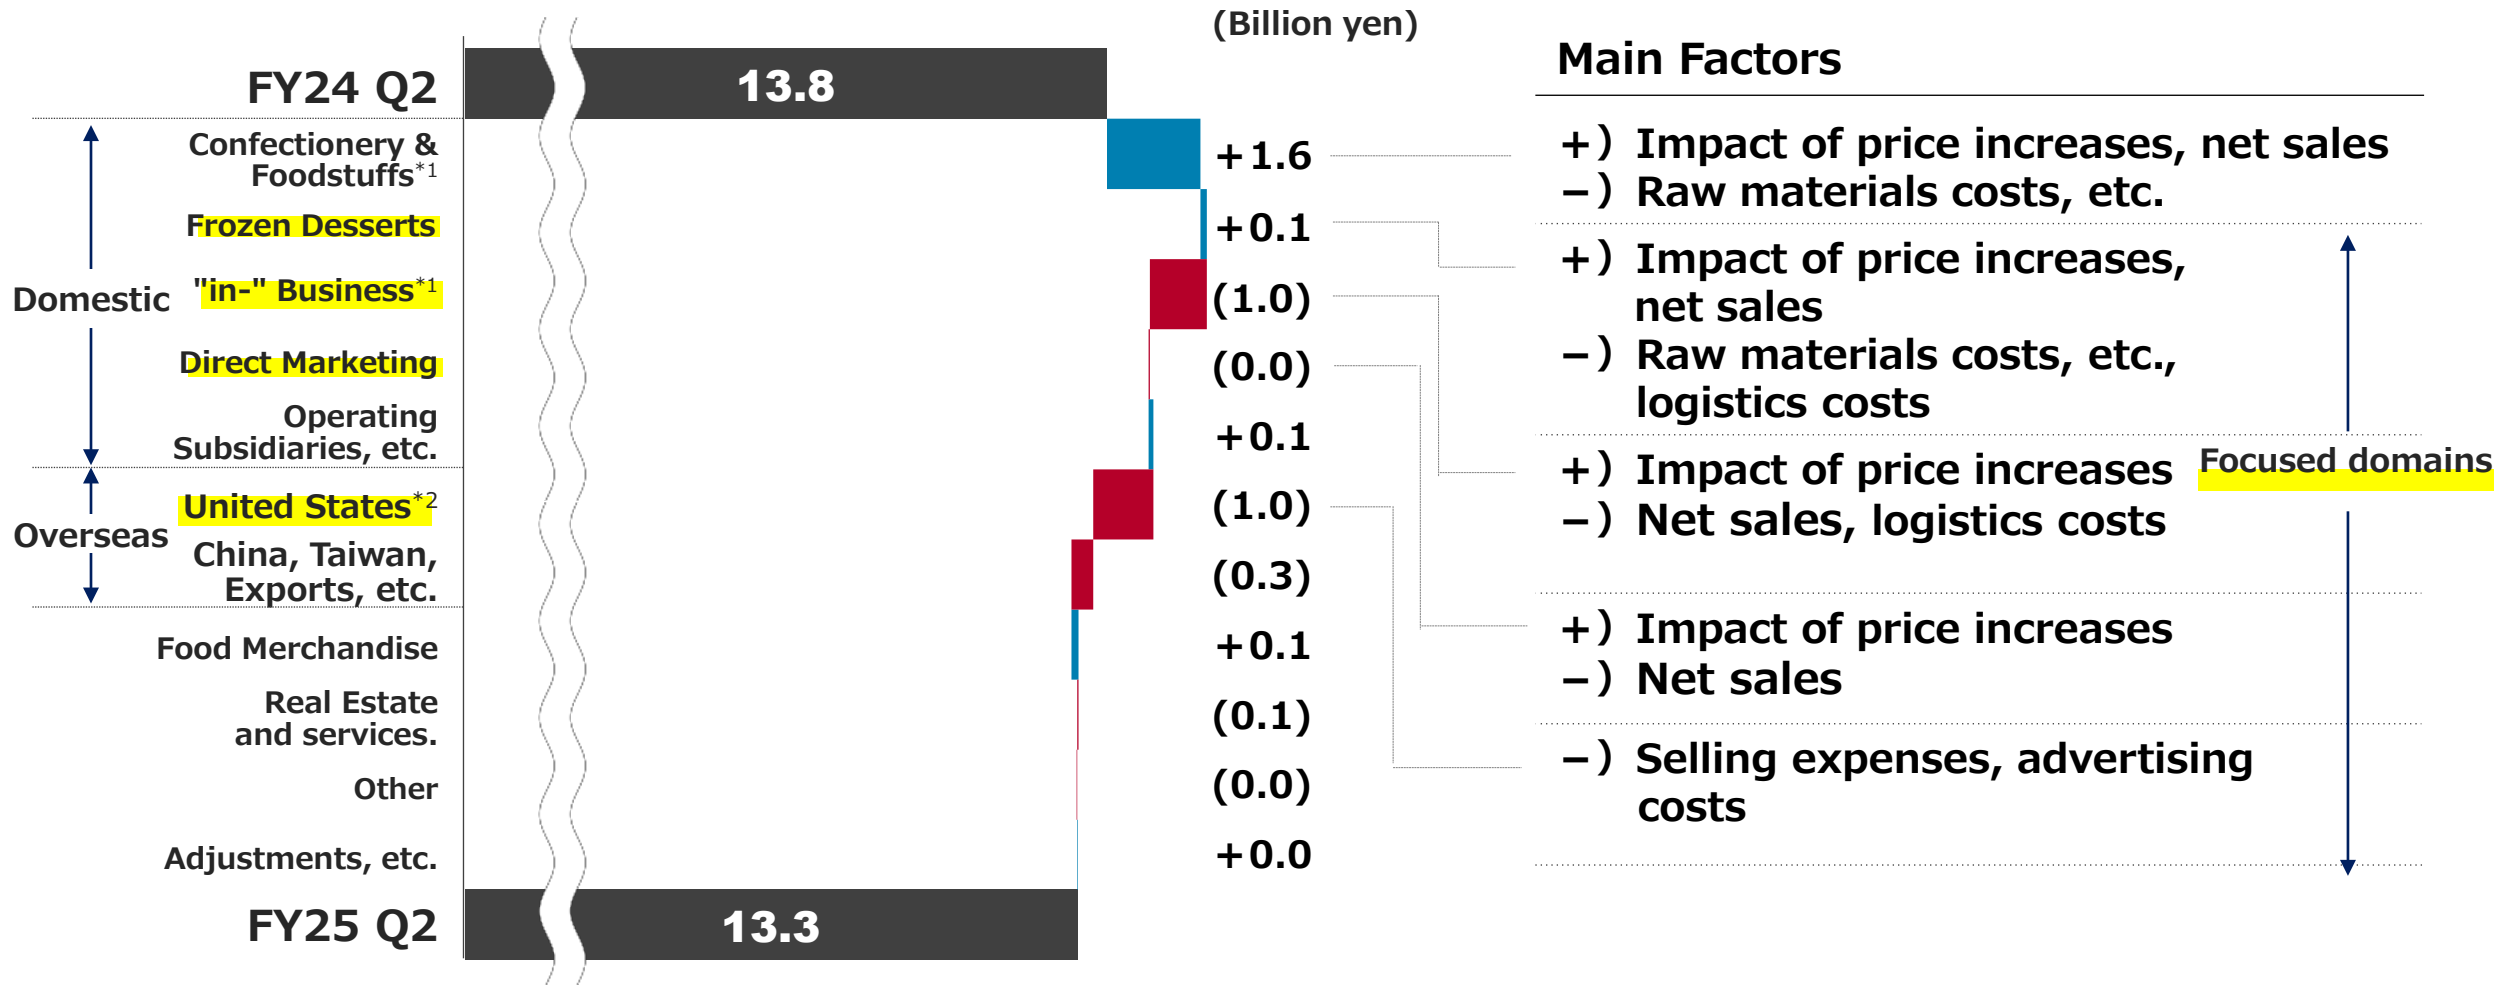 (Billion yen)
Main Factors
FY24 Q2
13.8
Domestic
Confectionery &
Foodstuffs*1
+1.6
Frozen Desserts
+0.1
"in-" Business*1
(1.0)
Direct Marketing
(0.0)
Operating
Subsidiaries, etc.
+0.1
Overseas
United States*2
(1.0)
China, Taiwan,
Exports, etc.
(0.3)
Food Merchandise
+0.1
Real Estate
and services.
(0.1)
Other
(0.0)
Adjustments, etc.
+0.0
FY25 Q2
13.3
+) Impact of price increases, net sales
−) Raw materials costs, etc.
+) Impact of price increases,
net sales
−) Raw materials costs, etc.,
logistics costs
+) Impact of price increases
−) Net sales, logistics costs
+) Impact of price increases
−) Net sales
−) Selling expenses, advertising
costs
Focused domains